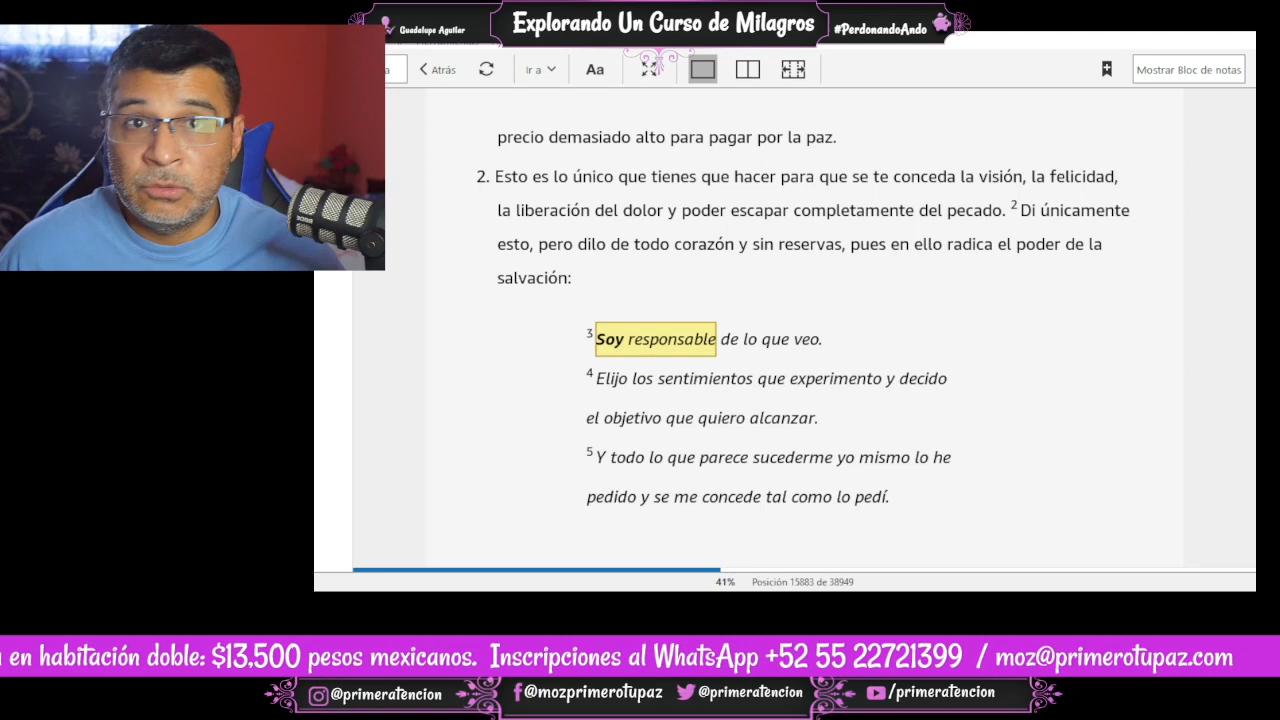 Guadalupe Aguilar
Explorando Un Curso de Milagros
#PerdonandoAndo
a
Atrás
Ir a
Aa
Mostrar Bloc de notas
precio demasiado alto para pagar por la paz.
2. Esto es lo único que tienes que hacer para que se te conceda la visión, la felicidad,
la liberación del dolor y poder escapar completamente del pecado. 2 Di únicamente
esto, pero dilo de todo corazón y sin reservas, pues en ello radica el poder de la
salvación:
3 Soy responsable de lo que veo.
4 Elijo los sentimientos que experimento y decido
el objetivo que quiero alcanzar.
5 Y todo lo que parece sucederme yo mismo lo he
pedido y se me concede tal como lo pedí.
41% Posición 15883 de 38949
en habitación doble: $13,500 pesos mexicanos. Inscripciones al WhatsApp +52 55 22721399 / moz@primerotupaz.com
@primeratencion
@mozprimerotupaz
@primeratencion
/primeratencion